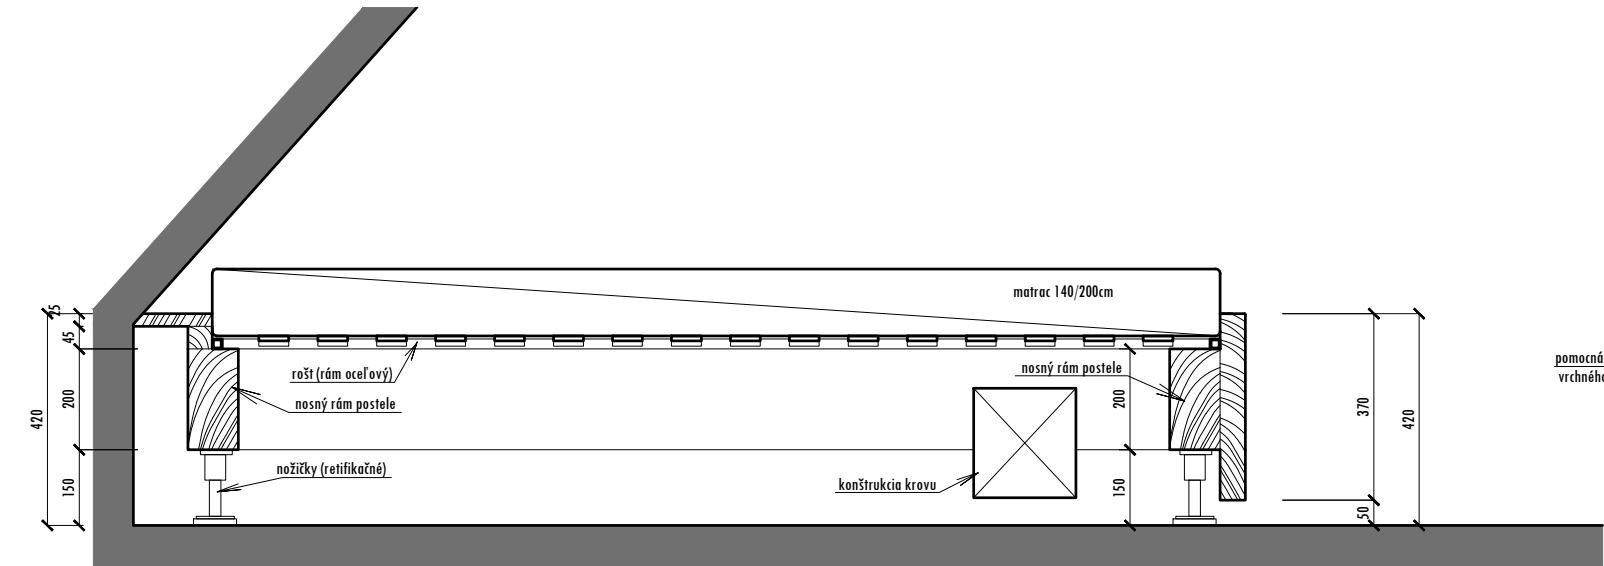 matrac 140/200cm
25
45
rošt (rám oceľový)
nosný rám postele
pomocná
vrchného
nosný rám postele
200
200
370
420
420
nožičky (retifikačné)
konštrukcia krovu
150
150
50